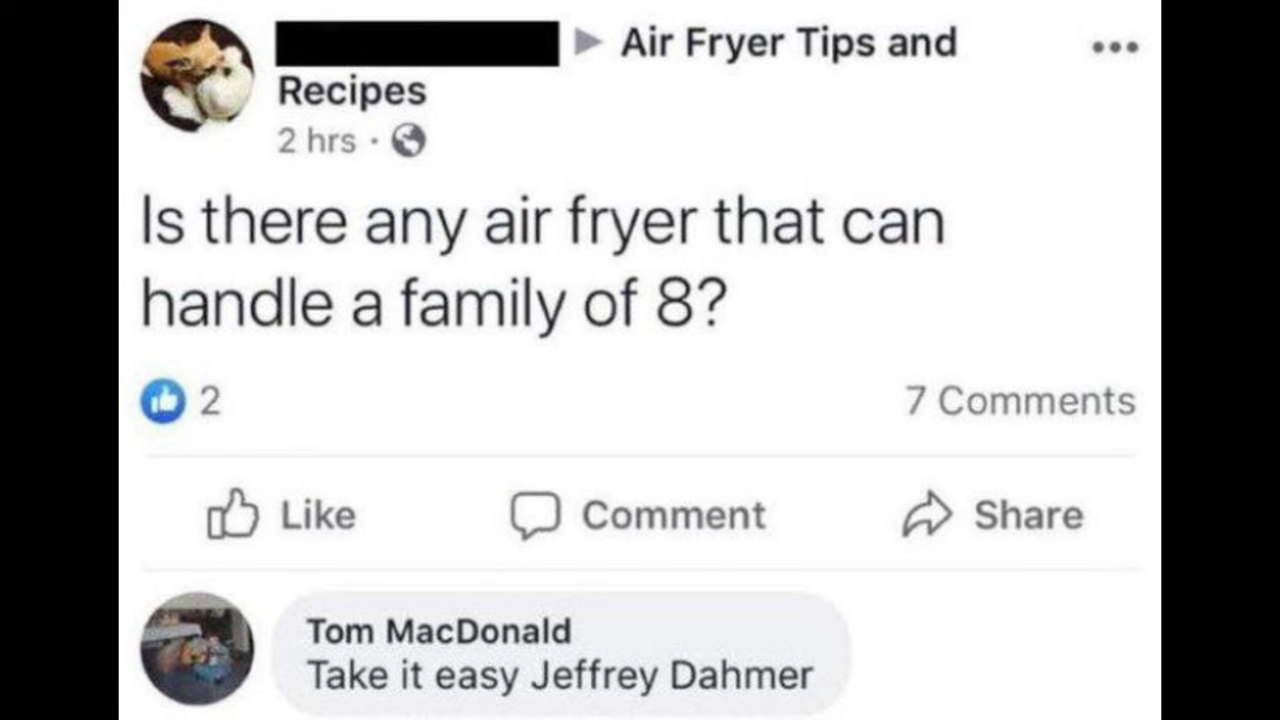 Air Fryer Tips and
Recipes
2 hrs ·
Is there any air fryer that can
handle a family of 8?
2 7 Comments
Like Comment Share
Tom MacDonald
Take it easy Jeffrey Dahmer